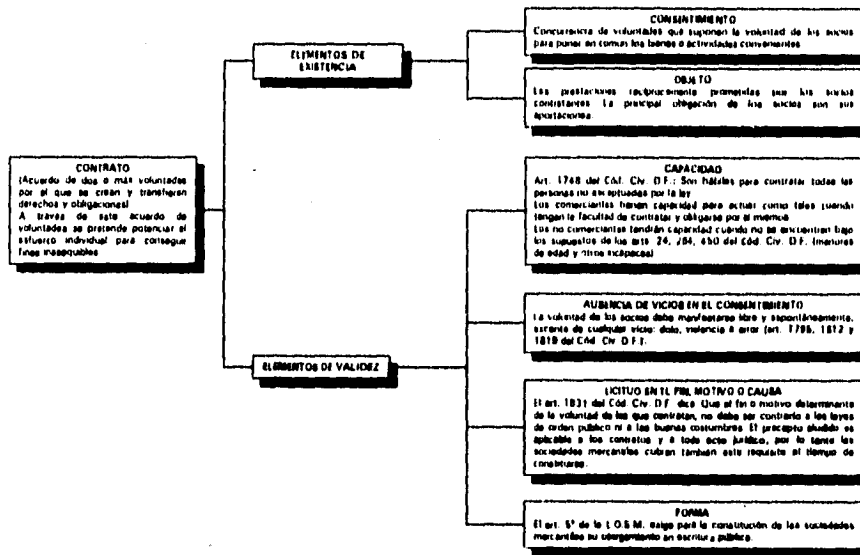 CONTRATO
(Acuerdo de dos o más voluntades
por el que se crean y transfieren
derechos y obligaciones)
A través de este acuerdo de
voluntades se pretende potenciar el
esfuerzo individual para conseguir
fines inasequibles
ELEMENTOS DE
EXISTENCIA
CONSENTIMIENTO
Concurrencia de voluntades que suponen la voluntad de los socios
para poner en común los bienes o actividades convenientes
OBJETO
Las prestaciones recíprocamente prometidas por los socios
contratantes. La principal obligación de los socios son sus
aportaciones.
ELEMENTOS DE VALIDEZ
CAPACIDAD
Art. 1748 del Cód. Civ. D.F.: Son hábiles para contratar todas las
personas no exceptuadas por la ley
Los comerciantes tienen capacidad para actuar como tales cuando
tengan la facultad de contratar y obligarse por sí mismos
Los no comerciantes tendrán capacidad cuando no se encuentren bajo
los supuestos de los arts. 24, 284, 450 del Cód. Civ. D.F. (menores
de edad y otros incapaces)
AUSENCIA DE VICIOS EN EL CONSENTIMIENTO
La voluntad de los socios debe manifestarse libre y espontáneamente,
exenta de cualquier vicio: dolo, violencia o error (art. 1795, 1812 y
1819 del Cód. Civ. D.F.).
LICITUD EN EL FIN, MOTIVO O CAUSA
El art. 1831 del Cód. Civ. D.F. dice: Que el fin o motivo determinante
de la voluntad de los que contratan, no debe ser contrario a las leyes
de orden público ni a las buenas costumbres. El precepto aludido es
aplicable a los contratos y a todo acto jurídico, por lo tanto las
sociedades mercantiles cubren también este requisito al tiempo de
constituirse.
FORMA
El art. 5º de la L.G.S.M. exige para la constitución de las sociedades
mercantiles su otorgamiento en escritura pública.